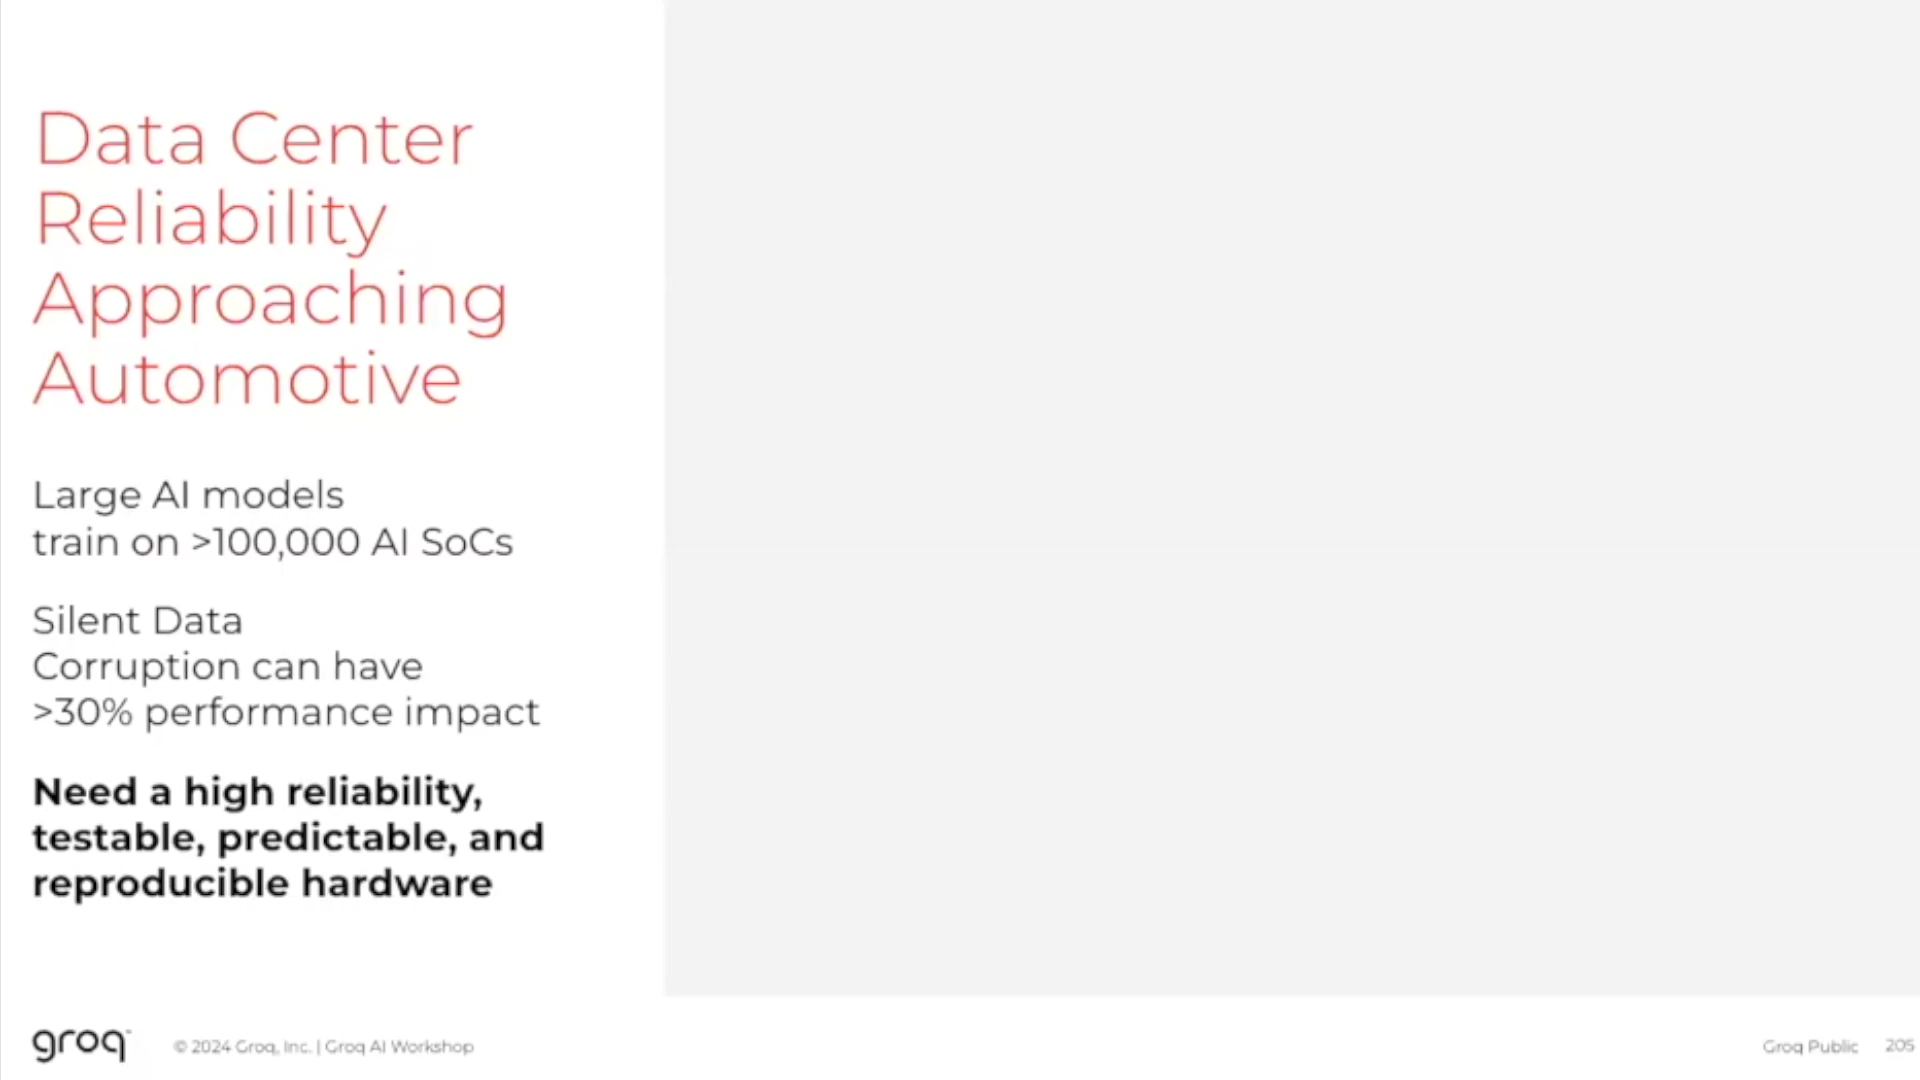 Data Center
Reliability
Approaching
Automotive
Large AI models
train on >100,000 AI SoCs
Silent Data
Corruption can have
>30% performance impact
Need a high reliability,
testable, predictable, and
reproducible hardware
groq™
© 2024 Groq, Inc. | Groq AI Workshop
Groq Public 205